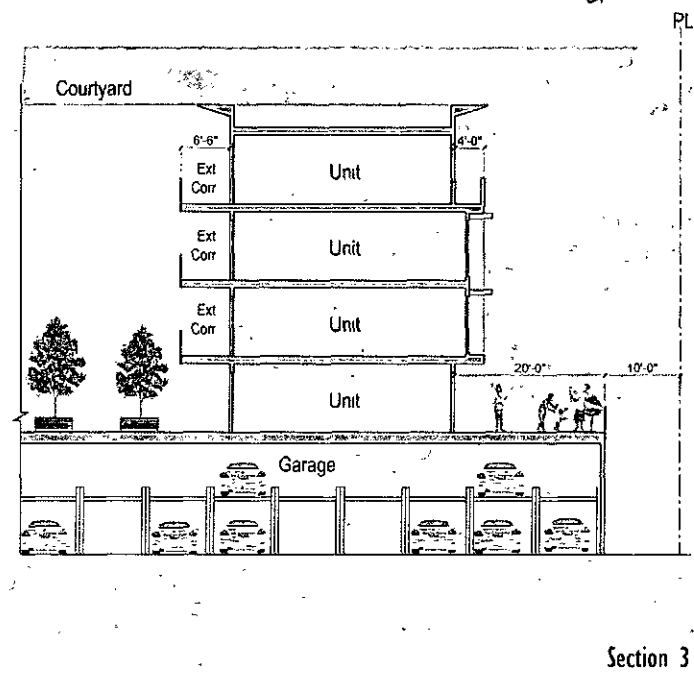 PL
Courtyard
6'-6"
4'-0"
Ext
Corr
Unit
Ext
Corr
Unit
Ext
Corr
Unit
20'-0"
10'-0"
Unit
Garage
Section 3